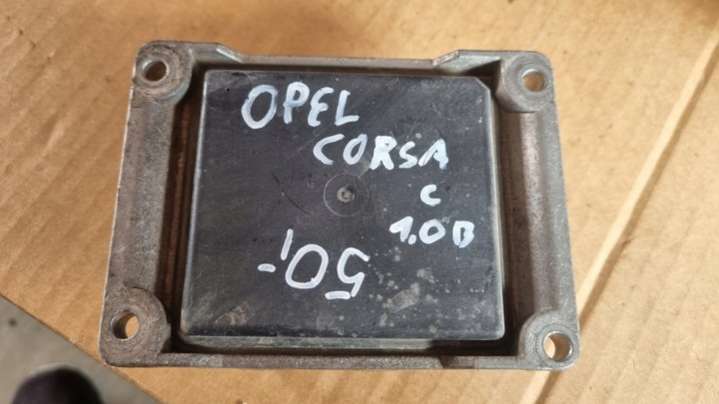 OPEL
CORSA
C
1.0B
50,-